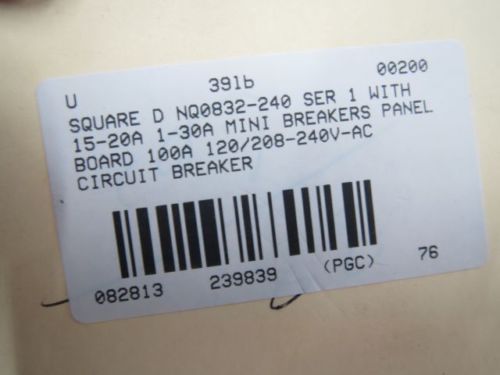 U 39lb 00200
SQUARE D NQ0832-240 SER 1 WITH
15-20A 1-30A MINI BREAKERS PANEL
BOARD 100A 120/208-240V-AC
CIRCUIT BREAKER
082813 239839 (PGC) 76